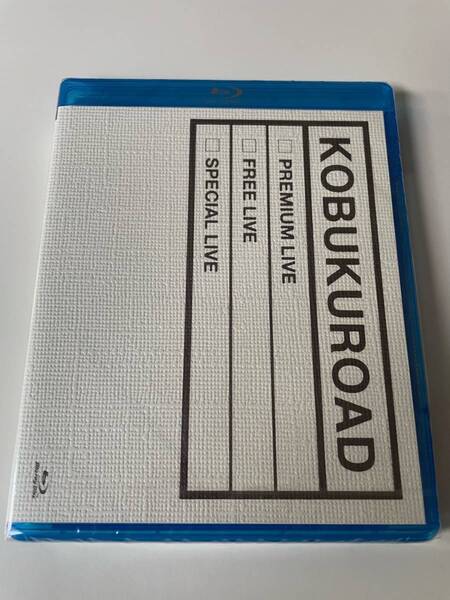 KOBUKUROAD
☐ PREMIUM LIVE
☐ FREE LIVE
☐ SPECIAL LIVE